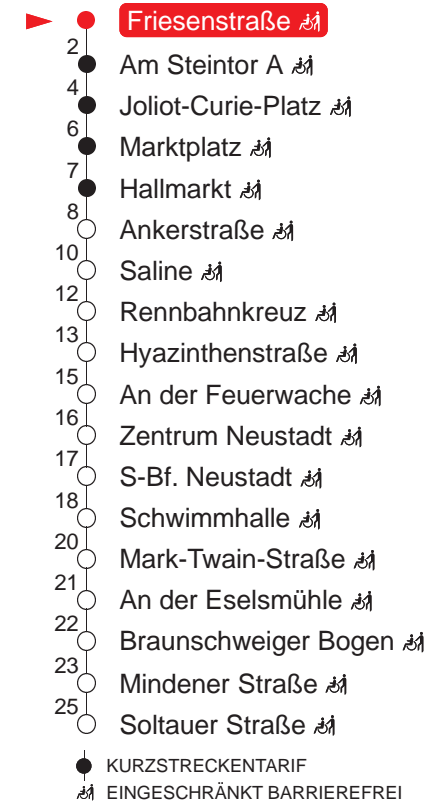 Friesenstraße
2
Am Steintor A
4
Joliot-Curie-Platz
6
Marktplatz
7
Hallmarkt
8
Ankerstraße
10
Saline
12
Rennbahnkreuz
13
Hyazinthenstraße
15
An der Feuerwache
16
Zentrum Neustadt
17
S-Bf. Neustadt
18
Schwimmhalle
20
Mark-Twain-Straße
21
An der Eselsmühle
22
Braunschweiger Bogen
23
Mindener Straße
25
Soltauer Straße
KURZSTRECKENTARIF
EINGESCHRÄNKT BARRIEREFREI